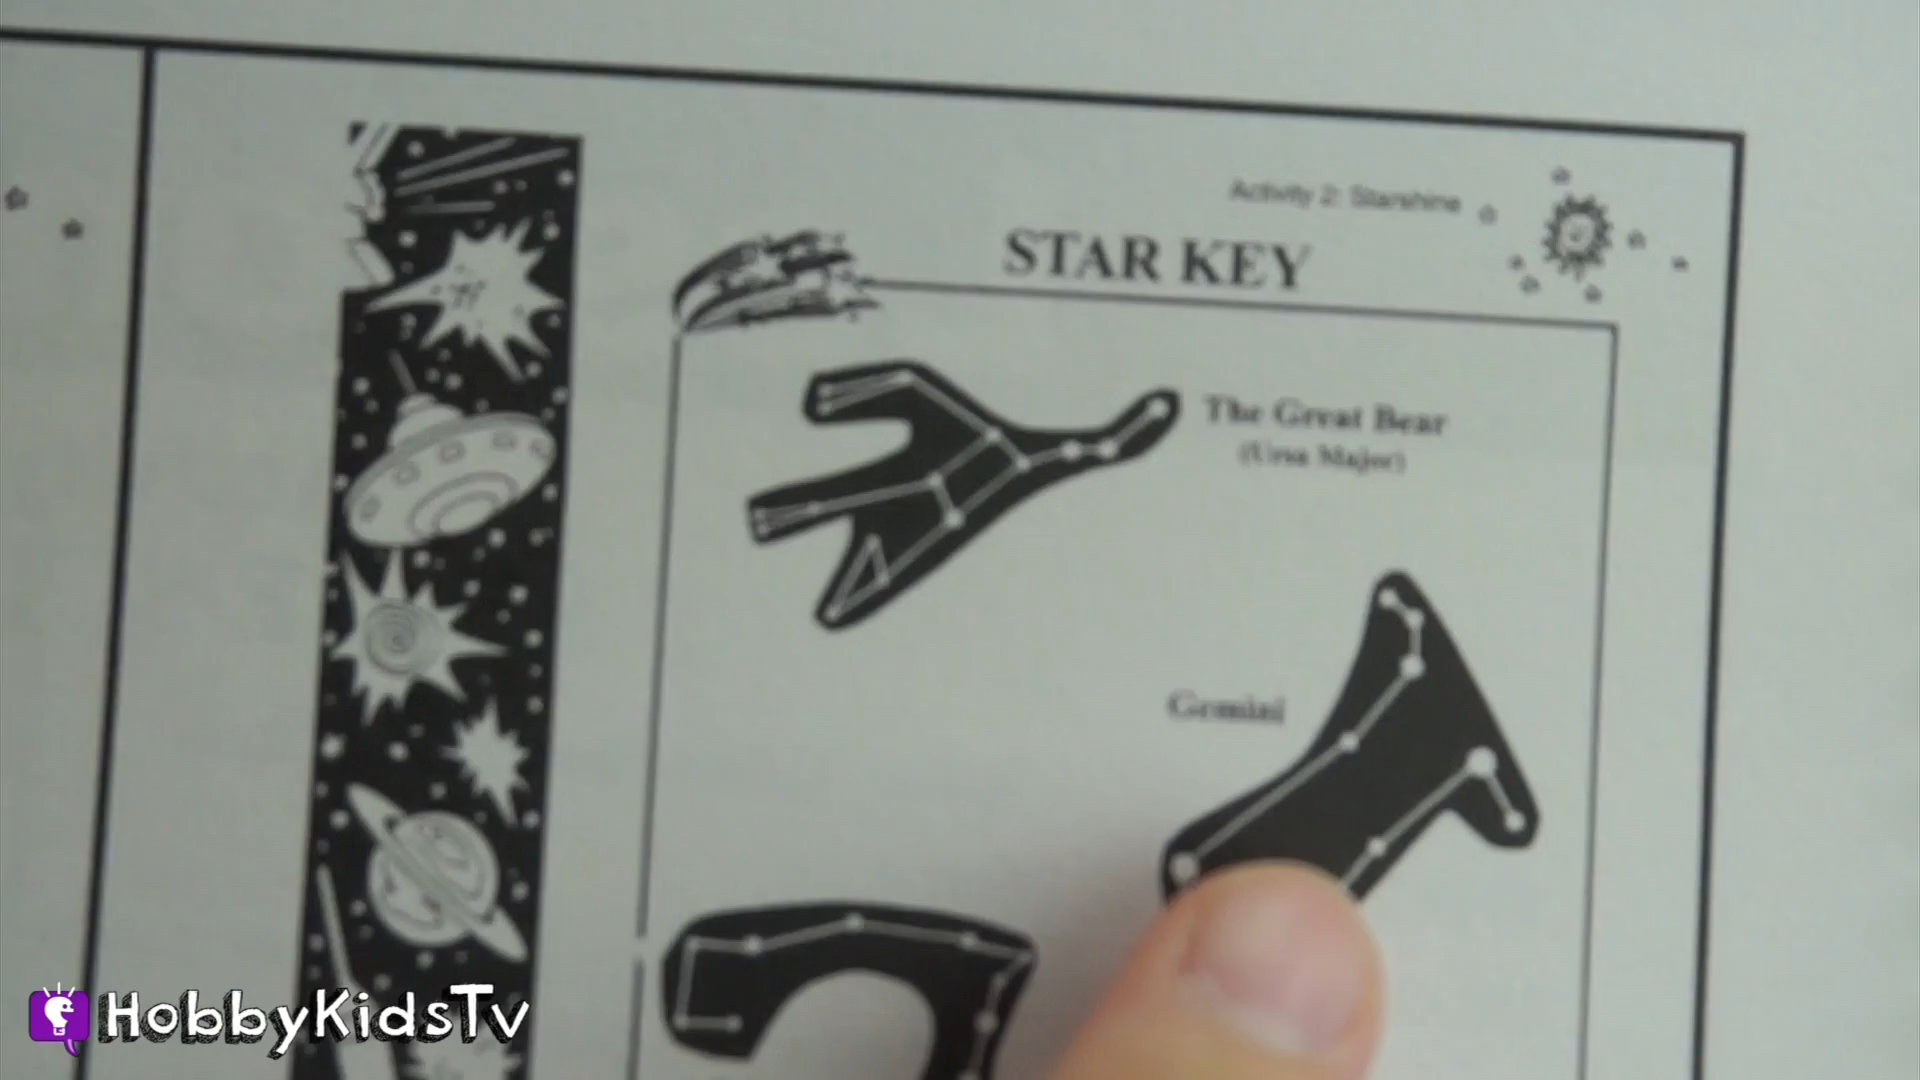 Activity 2: Starshine
STAR KEY
The Great Bear
(Ursa Major)
Gemini
HobbyKidsTv